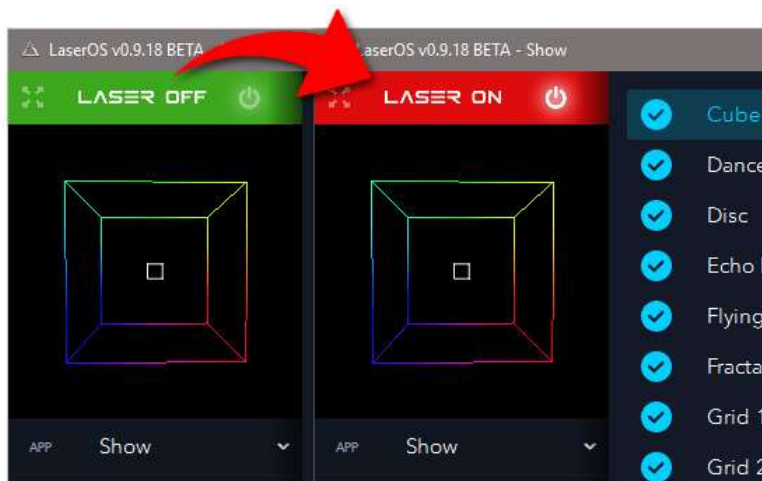 LaserOS v0.9.18 BETA
aserOS v0.9.18 BETA - Show
LASER OFF
LASER ON
Cube
Dance
Disc
Echo
Flying
Fracta
Grid 1
Grid 2
APP Show
APP Show